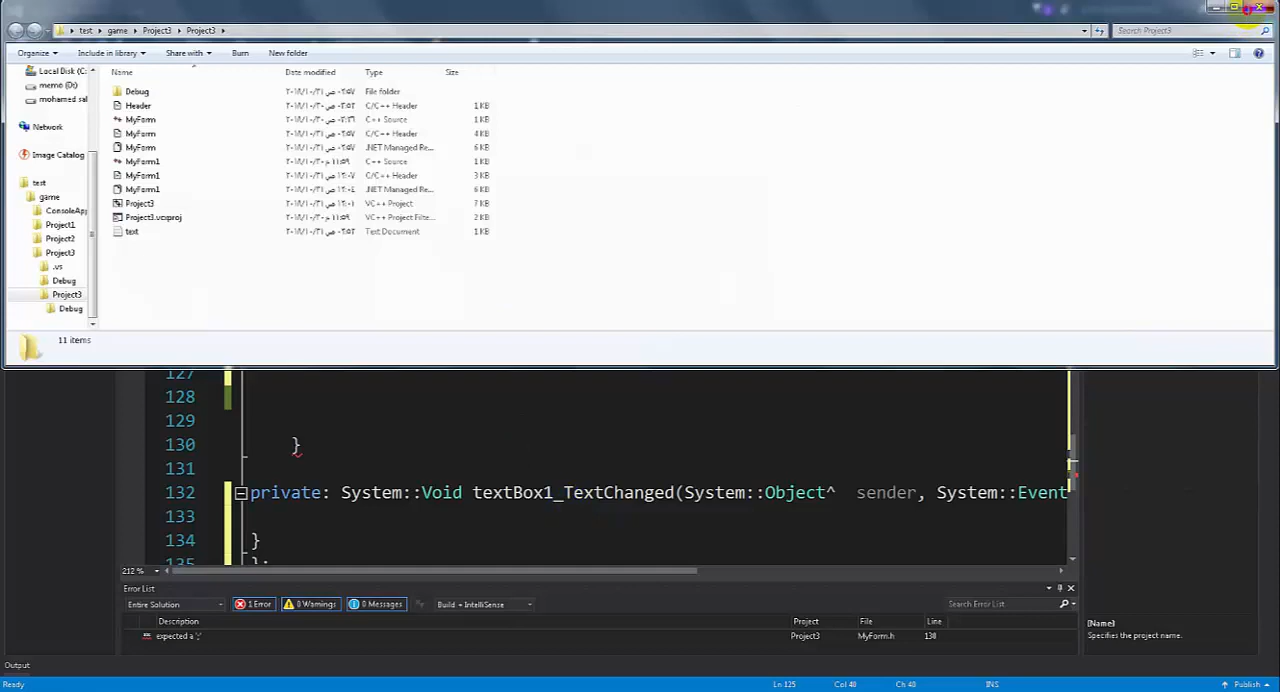 test ▸ game ▸ Project3 ▸ Project3 ▸
Search Project3
Organize Include in library Share with Burn New folder
Local Disk (C:
memo (D:)
mohamed sal
Network
Image Catalog
test
game
ConsoleApp
Project1
Project2
Project3
.vs
Debug
Project3
Debug
Name Date modified Type Size
Debug File folder
Header C/C++ Header 1 KB
MyForm C++ Source 1 KB
MyForm C/C++ Header 4 KB
MyForm .NET Managed Re... 6 KB
MyForm1 C++ Source 1 KB
MyForm1 C/C++ Header 3 KB
MyForm1 .NET Managed Re... 6 KB
Project3 VC++ Project 7 KB
Project3.vcxproj VC++ Project Filte... 2 KB
text Text Document 1 KB
11 items
127
128
129
130 }
131
132 private: System::Void textBox1_TextChanged(System::Object^ sender, System::Event
133
134 }
135 };
212 %
Error List
Entire Solution 1 Error 0 Warnings 0 Messages Build + IntelliSense Search Error List
Description Project File Line
expected a ';' Project3 MyForm.h 130
(Name)
Specifies the project name.
Output
Ready Ln 125 Col 40 Ch 40 INS Publish